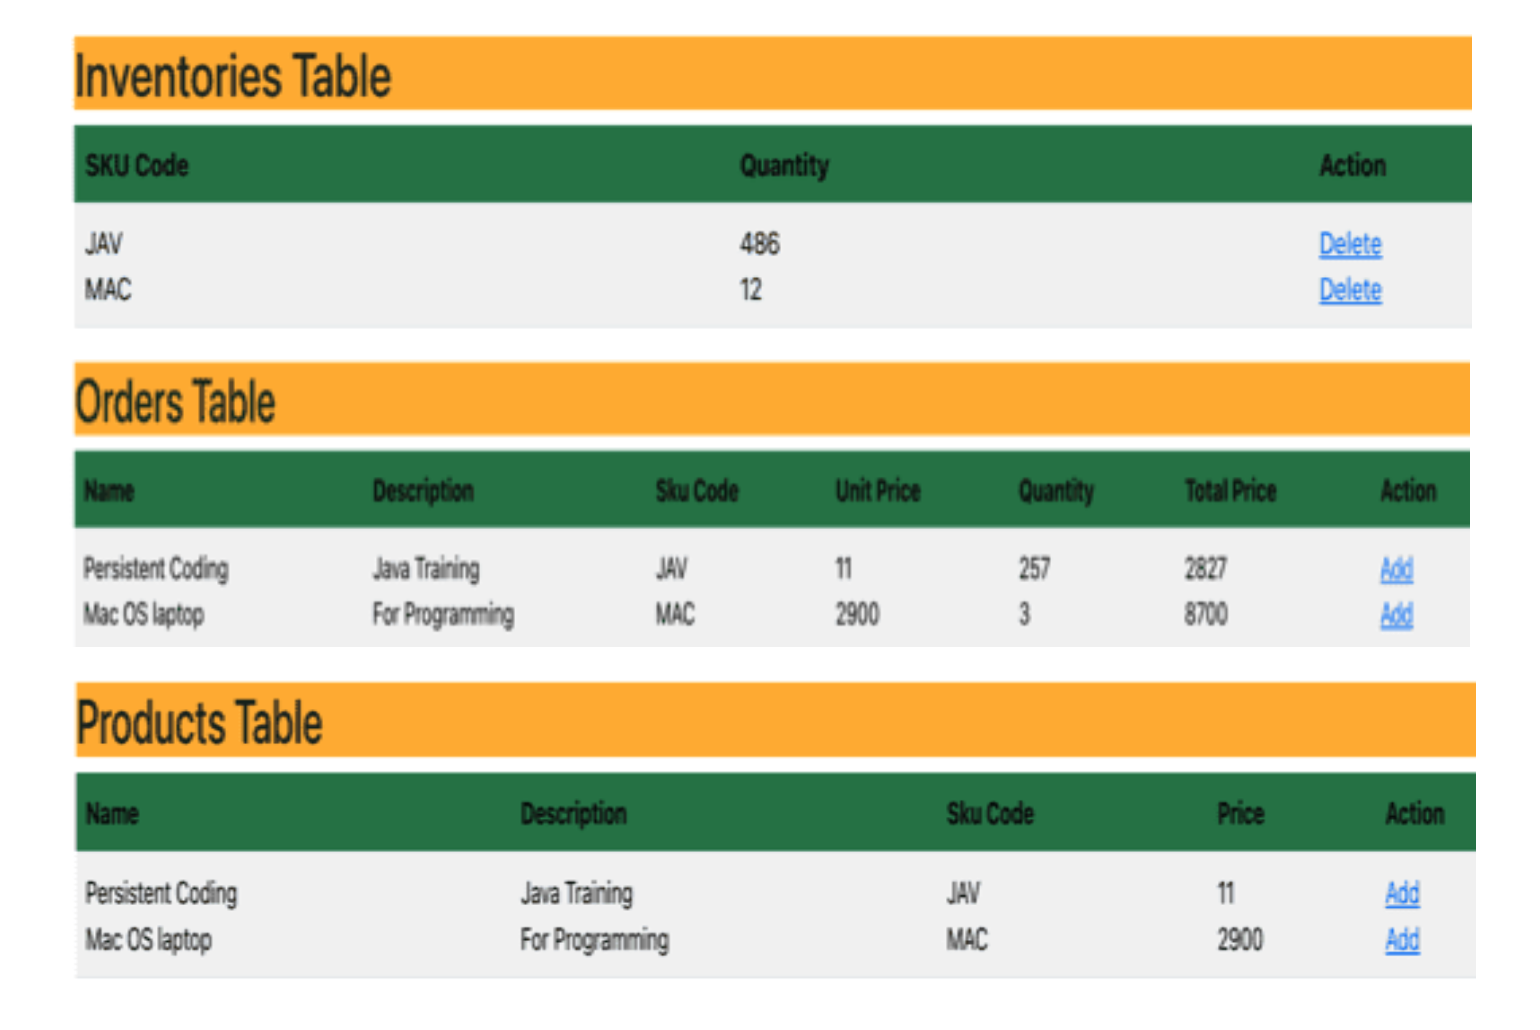 Inventories Table
SKU Code Quantity Action
JAV 486 Delete
MAC 12 Delete
Orders Table
Name Description Sku Code Unit Price Quantity Total Price Action
Persistent Coding Java Training JAV 11 257 2827 Add
Mac OS laptop For Programming MAC 2900 3 8700 Add
Products Table
Name Description Sku Code Price Action
Persistent Coding Java Training JAV 11 Add
Mac OS laptop For Programming MAC 2900 Add